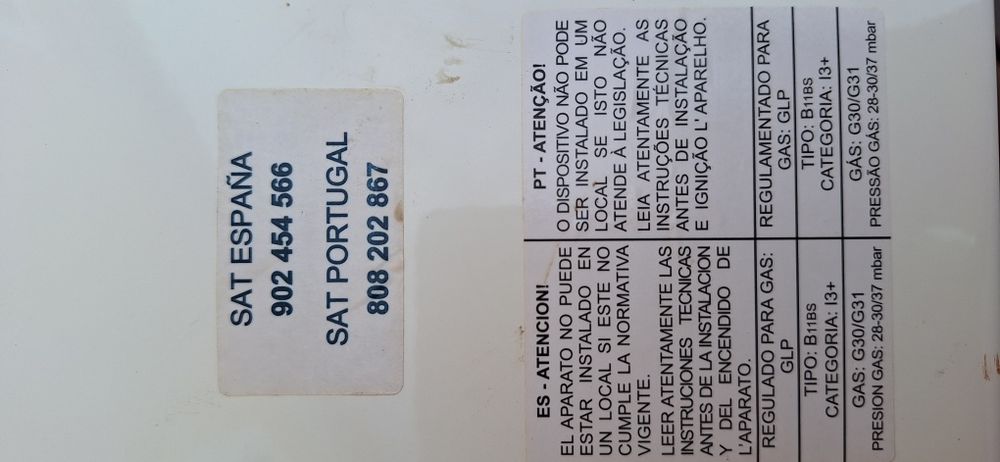 SAT ESPAÑA
902 454 566
SAT PORTUGAL
808 202 867
ES - ATENCION!
EL APARATO NO PUEDE
ESTAR INSTALADO EN
UN LOCAL SI ESTE NO
CUMPLE LA NORMATIVA
VIGENTE.
LEER ATENTAMENTE LAS
INSTRUCIONES TECNICAS
ANTES DE LA INSTALACION
Y DEL ENCENDIDO DE
L'APARATO.
REGULADO PARA GAS:
GLP
TIPO: B11BS
CATEGORIA: I3+
GAS: G30/G31
PRESION GAS: 28-30/37 mbar
PT - ATENÇÃO!
O DISPOSITIVO NÃO PODE
SER INSTALADO EM UM
LOCAL SE ISTO NÃO
ATENDE À LEGISLAÇÃO.
LEIA ATENTAMENTE AS
INSTRUÇÕES TÉCNICAS
ANTES DE INSTALAÇÃO
E IGNIÇÃO L' APARELHO.
REGULAMENTADO PARA
GAS: GLP
TIPO: B11BS
CATEGORIA: I3+
GÁS: G30/G31
PRESSÃO GÁS: 28-30/37 mbar